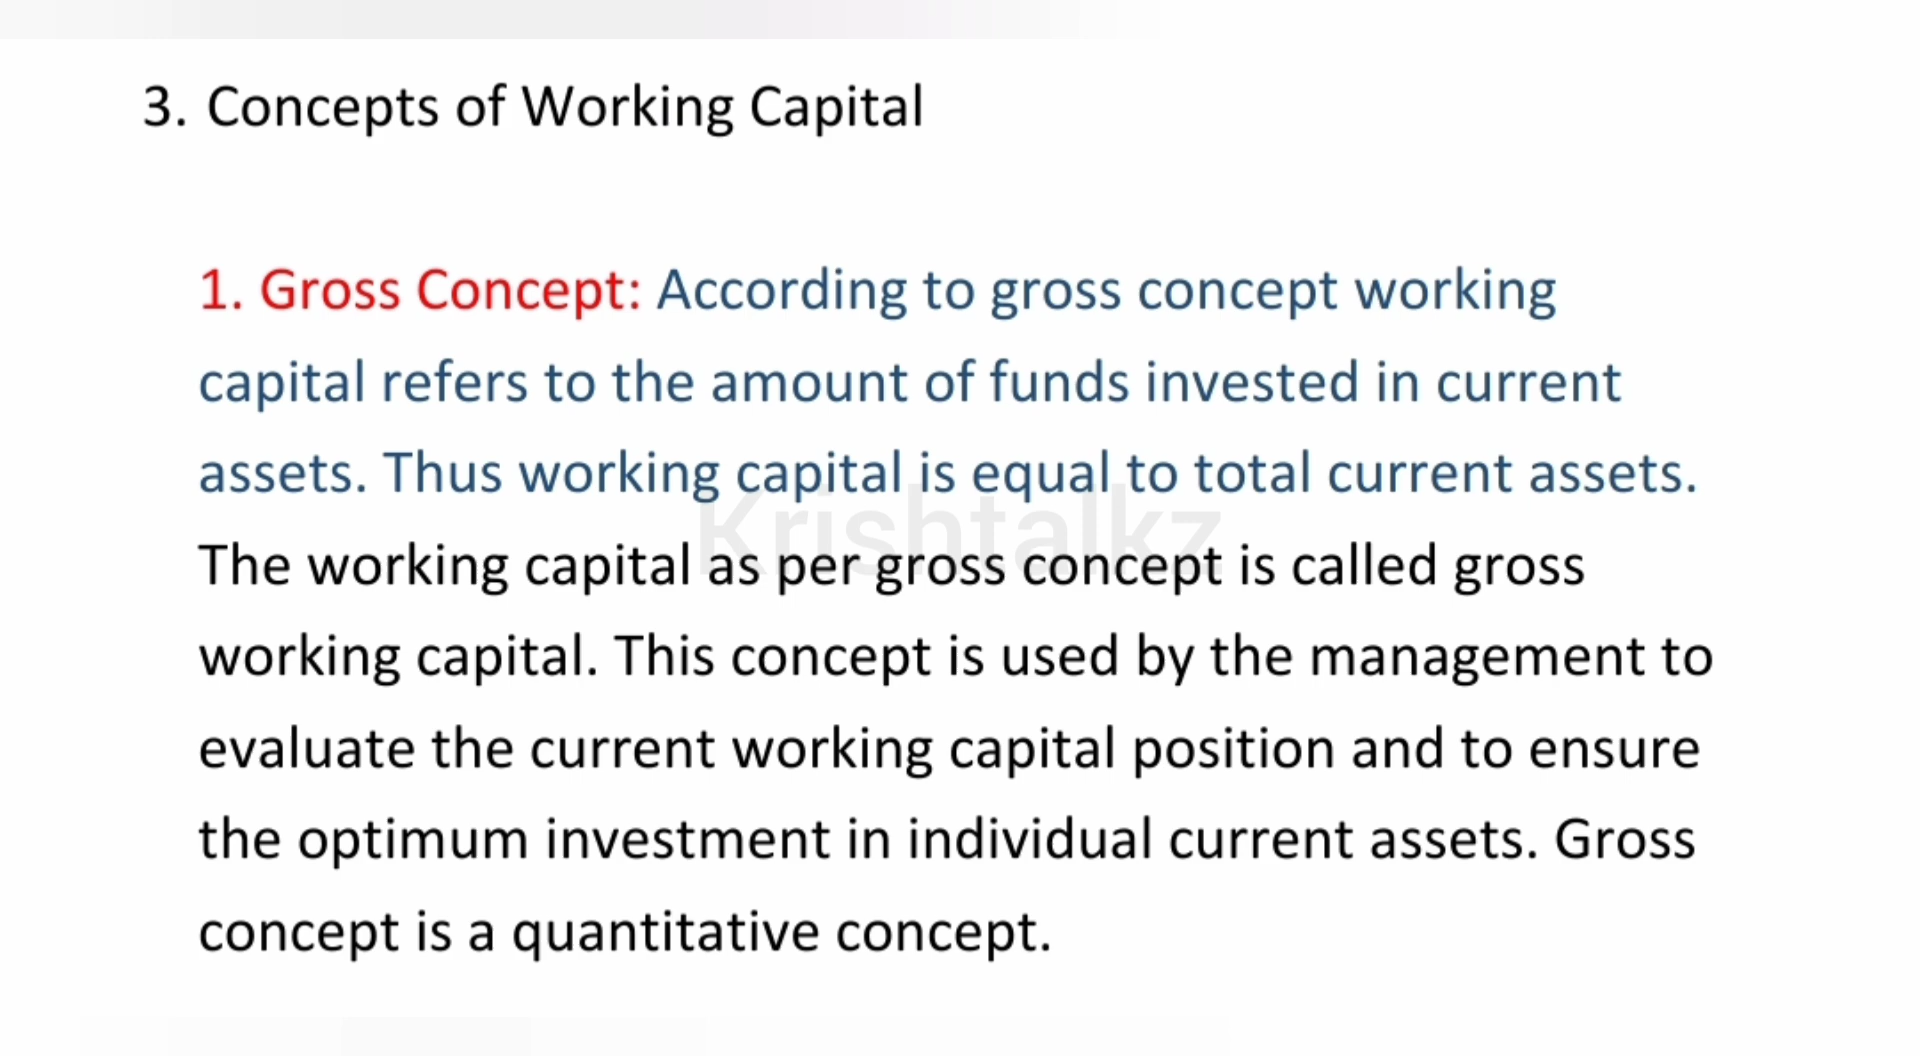 3. Concepts of Working Capital
1. Gross Concept: According to gross concept working
capital refers to the amount of funds invested in current
assets. Thus working capital is equal to total current assets.
Krishtalkz
The working capital as per gross concept is called gross
working capital. This concept is used by the management to
evaluate the current working capital position and to ensure
the optimum investment in individual current assets. Gross
concept is a quantitative concept.